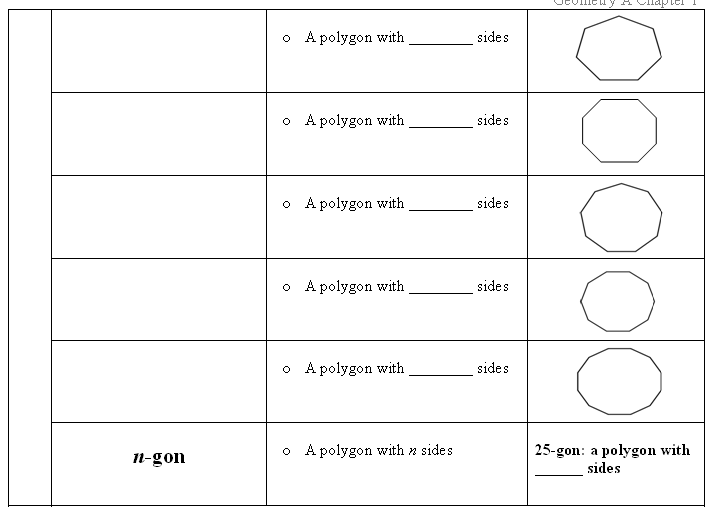 Geometry A Chapter 1
o A polygon with ________ sides
o A polygon with ________ sides
o A polygon with ________ sides
o A polygon with ________ sides
o A polygon with ________ sides
n-gon
o A polygon with n sides
25-gon: a polygon with
______ sides